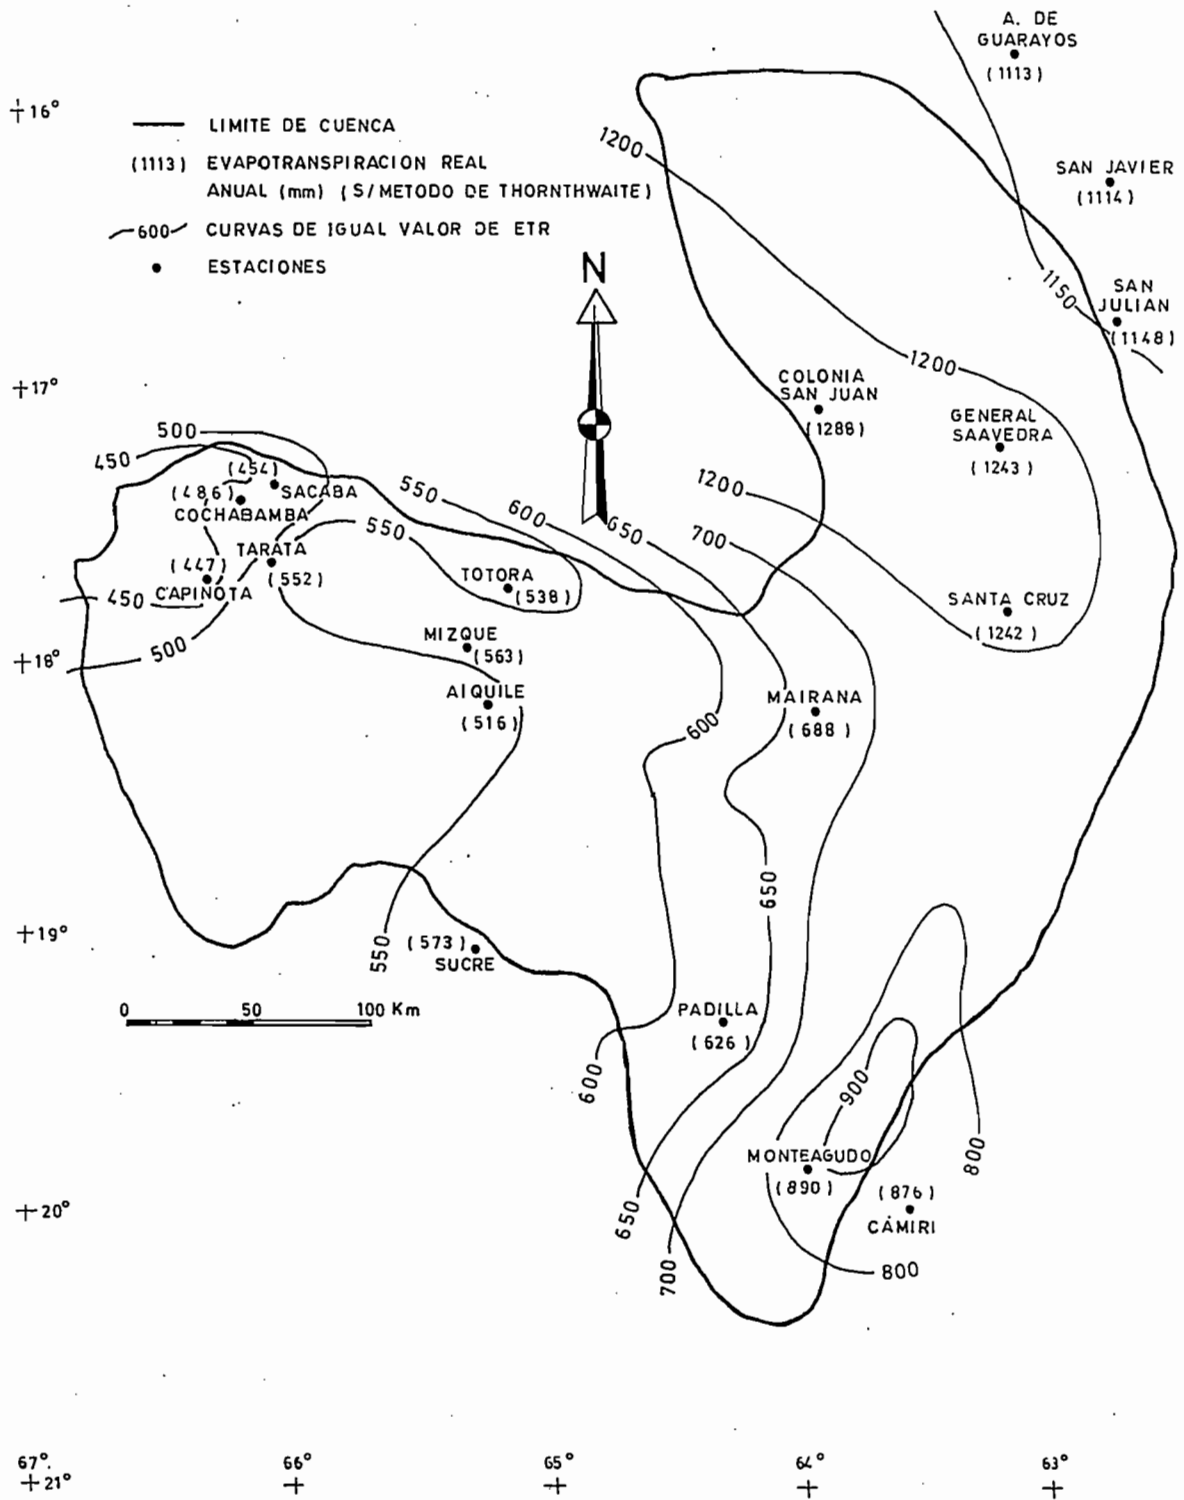 A. DE
GUARAYOS
(1113)
16°
LIMITE DE CUENCA
(1113) EVAPOTRANSPIRACION REAL
ANUAL (mm) (S/METODO DE THORNTHWAITE)
600 CURVAS DE IGUAL VALOR DE ETR
ESTACIONES
1200
SAN JAVIER
(1114)
N
1150
SAN
JULIAN
(1148)
17°
1200
COLONIA
SAN JUAN
(1288)
GENERAL
SAAVEDRA
(1243)
500
450
(454)
SACABA
(486)
COCHABAMBA
550
600
650
700
1200
550
TARATA
(552)
(447)
CAPINOTA
450
TOTORA
(538)
SANTA CRUZ
(1242)
500
18°
MIZQUE
(563)
AIQUILE
(516)
MAIRANA
(688)
600
650
19°
550
(573)
SUCRE
0 50 100 Km
PADILLA
(626)
600
900
800
MONTEAGUDO
(890)
(876)
CAMIRI
20°
650
700
800
67°
21°
66°
65°
64°
63°